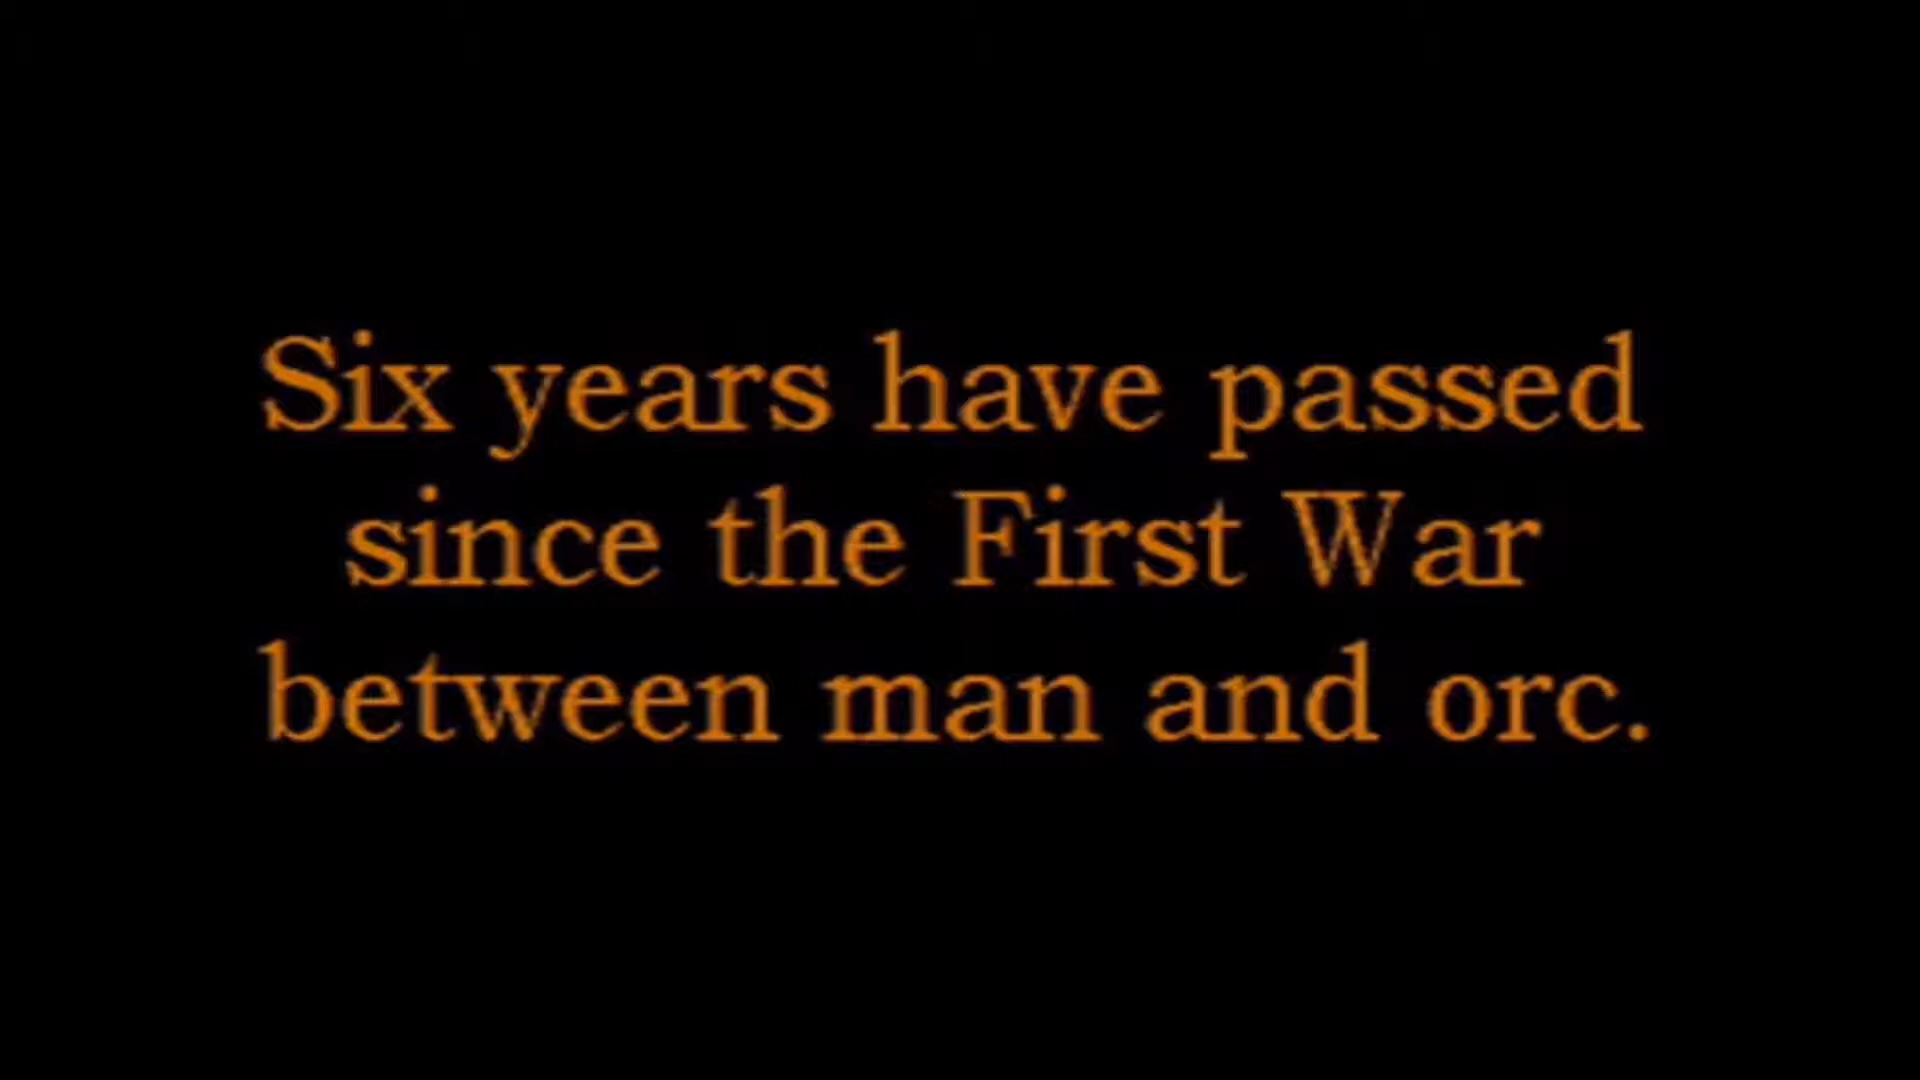 Six years have passed
since the First War
between man and orc.